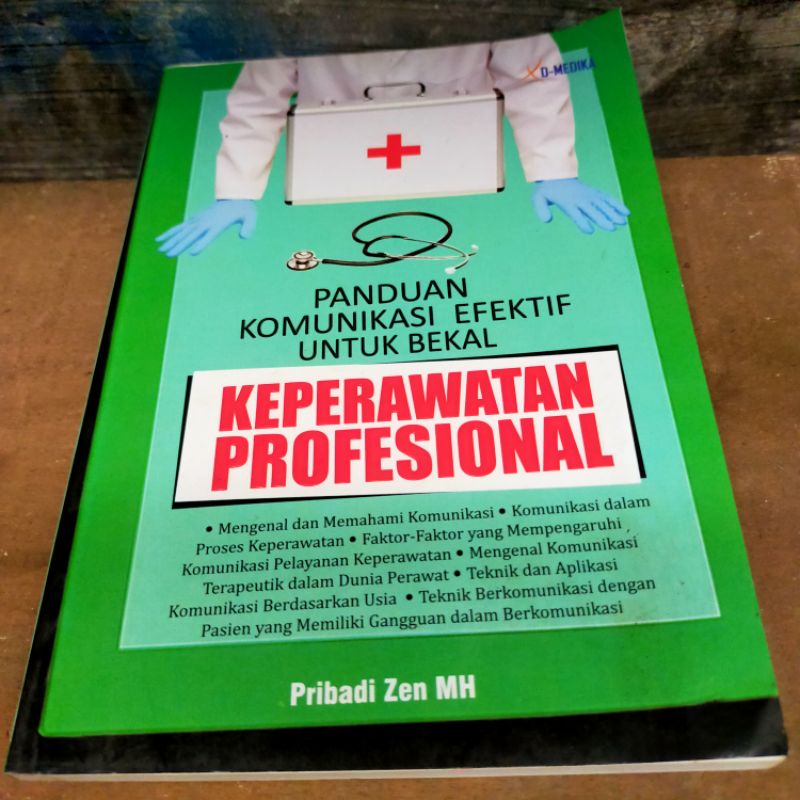 D-MEDIKA
PANDUAN
KOMUNIKASI EFEKTIF
UNTUK BEKAL
KEPERAWATAN
PROFESIONAL
• Mengenal dan Memahami Komunikasi • Komunikasi dalam
Proses Keperawatan • Faktor-Faktor yang Mempengaruhi
Komunikasi Pelayanan Keperawatan • Mengenal Komunikasi
Terapeutik dalam Dunia Perawat • Teknik dan Aplikasi
Komunikasi Berdasarkan Usia • Teknik Berkomunikasi dengan
Pasien yang Memiliki Gangguan dalam Berkomunikasi
Pribadi Zen MH